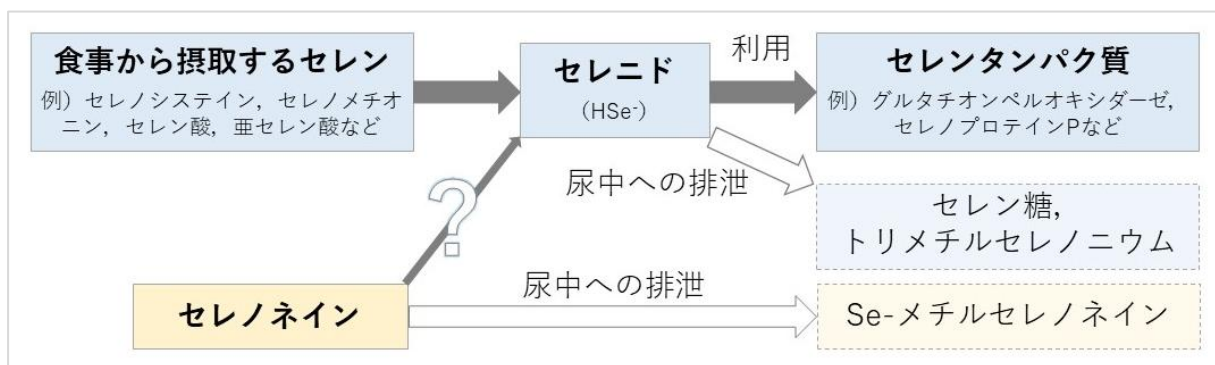 食事から摂取するセレン
例）セレノシステイン，セレノメチオ
ニン，セレン酸，亜セレン酸など
セレニド
（HSe⁻）
利用
セレンタンパク質
例）グルタチオンペルオキシダーゼ，
セレノプロテインPなど
尿中への排泄
セレン糖，
トリメチルセレノニウム
?
セレノネイン
尿中への排泄
Se-メチルセレノネイン